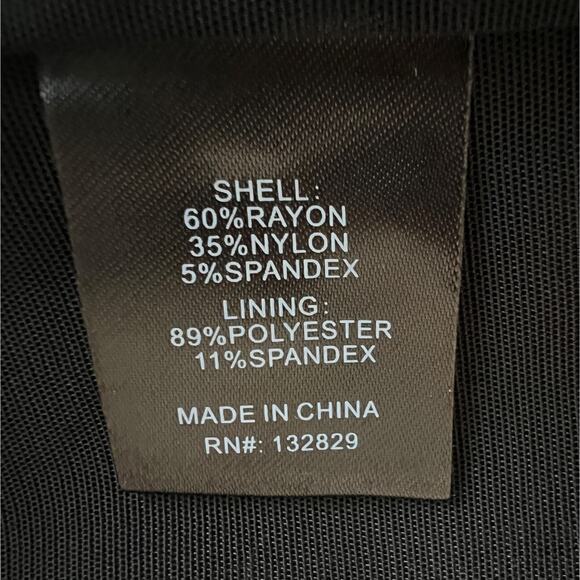 SHELL:
60%RAYON
35%NYLON
5%SPANDEX
LINING:
89%POLYESTER
11%SPANDEX
MADE IN CHINA
RN#: 132829